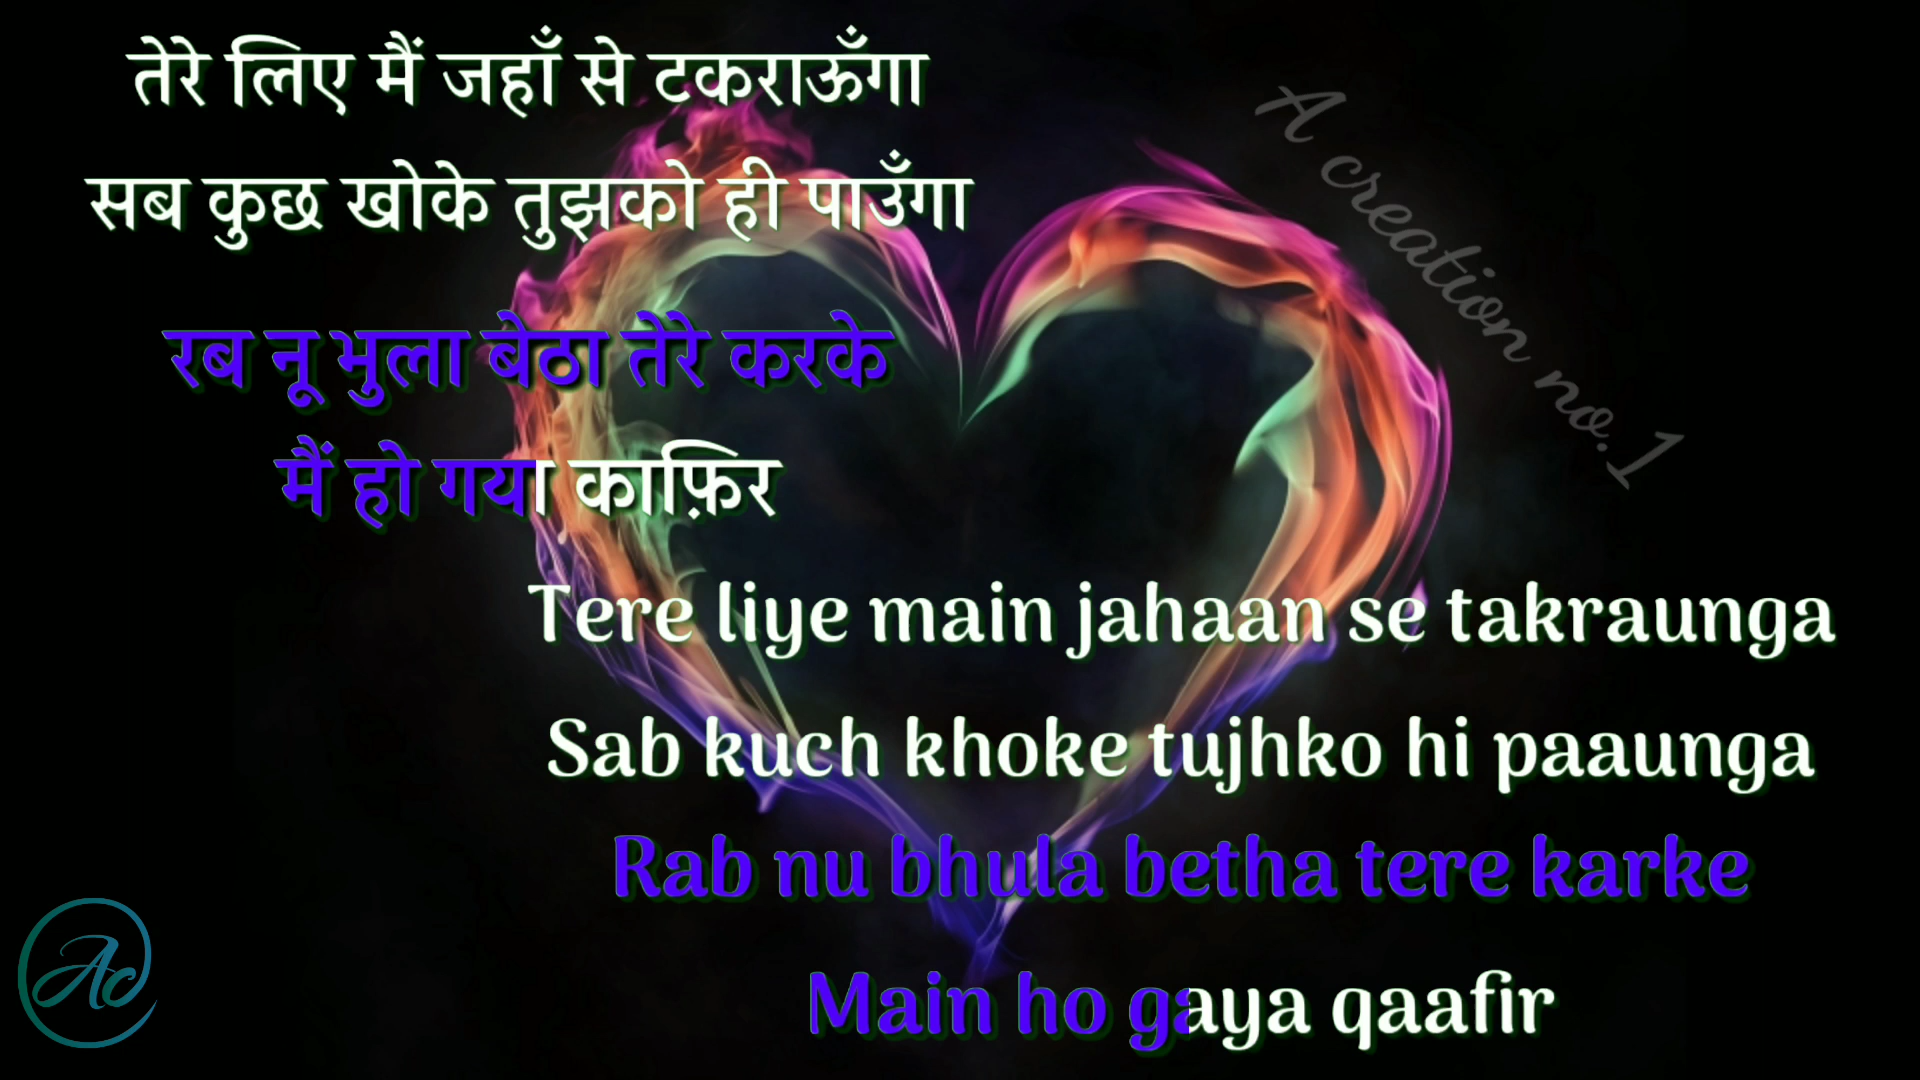 तेरे लिए मैं जहाँ से टकराऊँगा
सब कुछ खोके तुझको ही पाउँगा
रब नू भुला बेठा तेरे करके
मैं हो गया काफ़िर
A creation no.1
Tere liye main jahaan se takraunga
Sab kuch khoke tujhko hi paaunga
Rab nu bhula betha tere karke
Main ho gaya qaafir
Ac